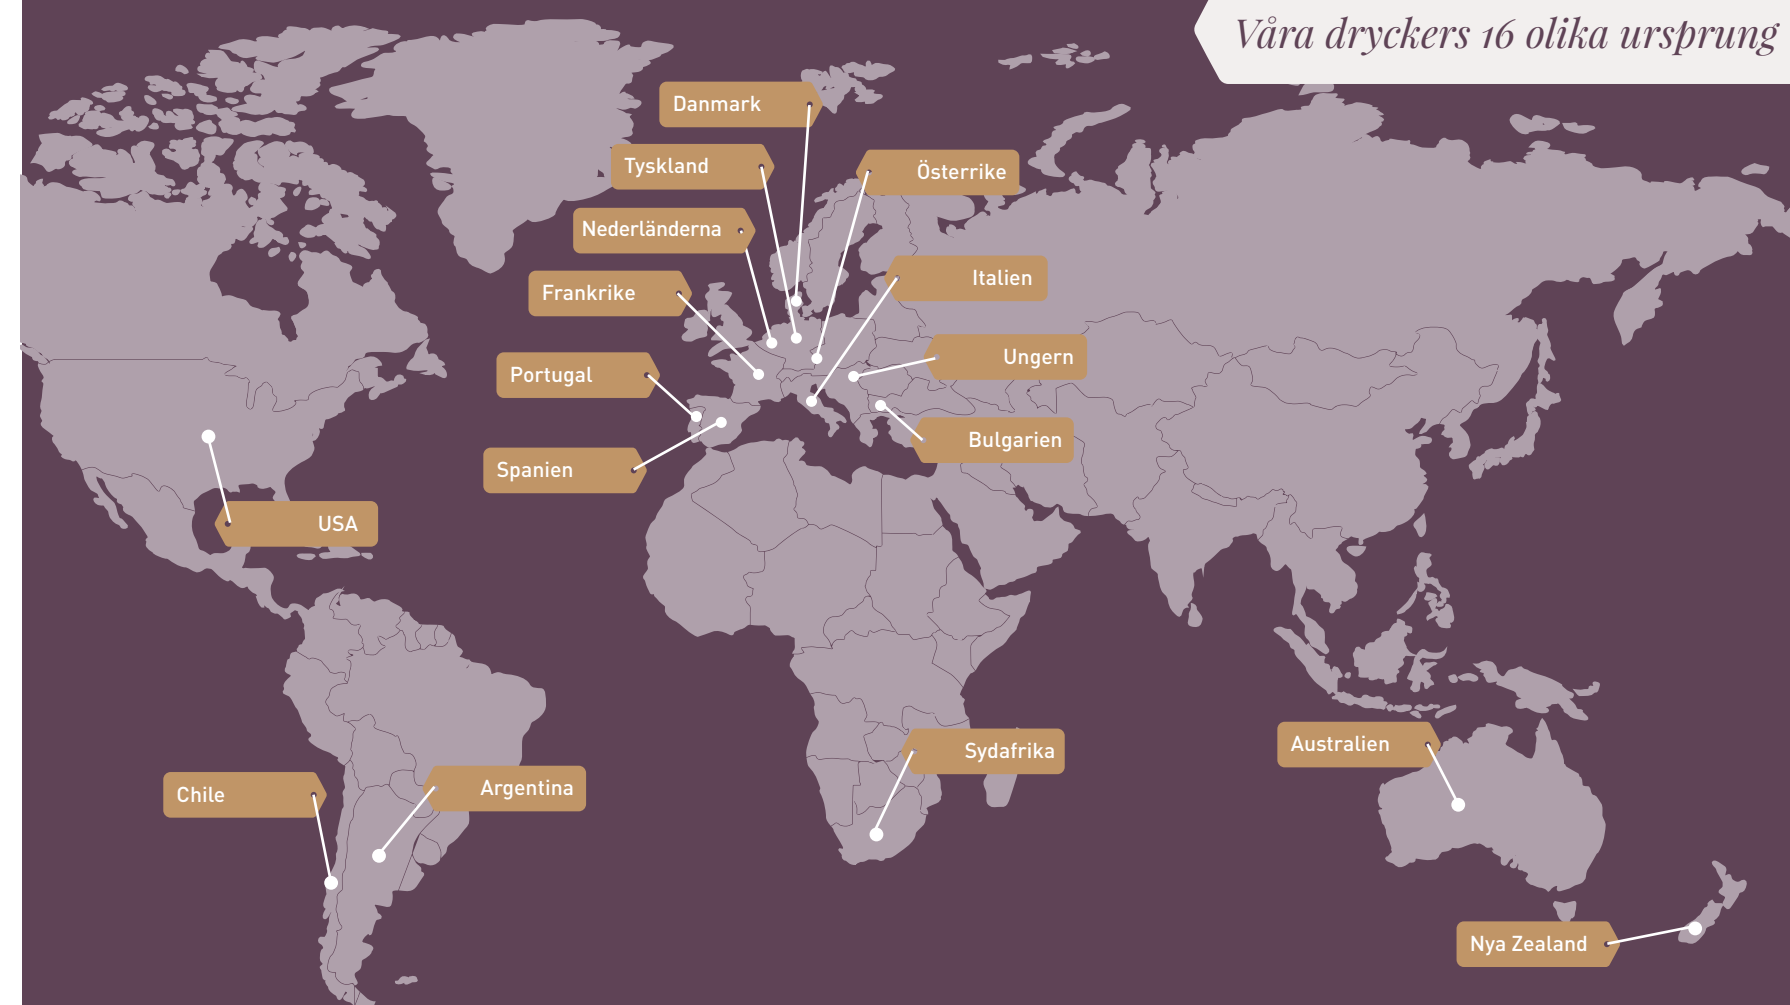 Våra dryckers 16 olika ursprung
Danmark
Tyskland
Österrike
Nederländerna
Italien
Frankrike
Ungern
Portugal
Bulgarien
Spanien
USA
Sydafrika
Australien
Argentina
Chile
Nya Zealand